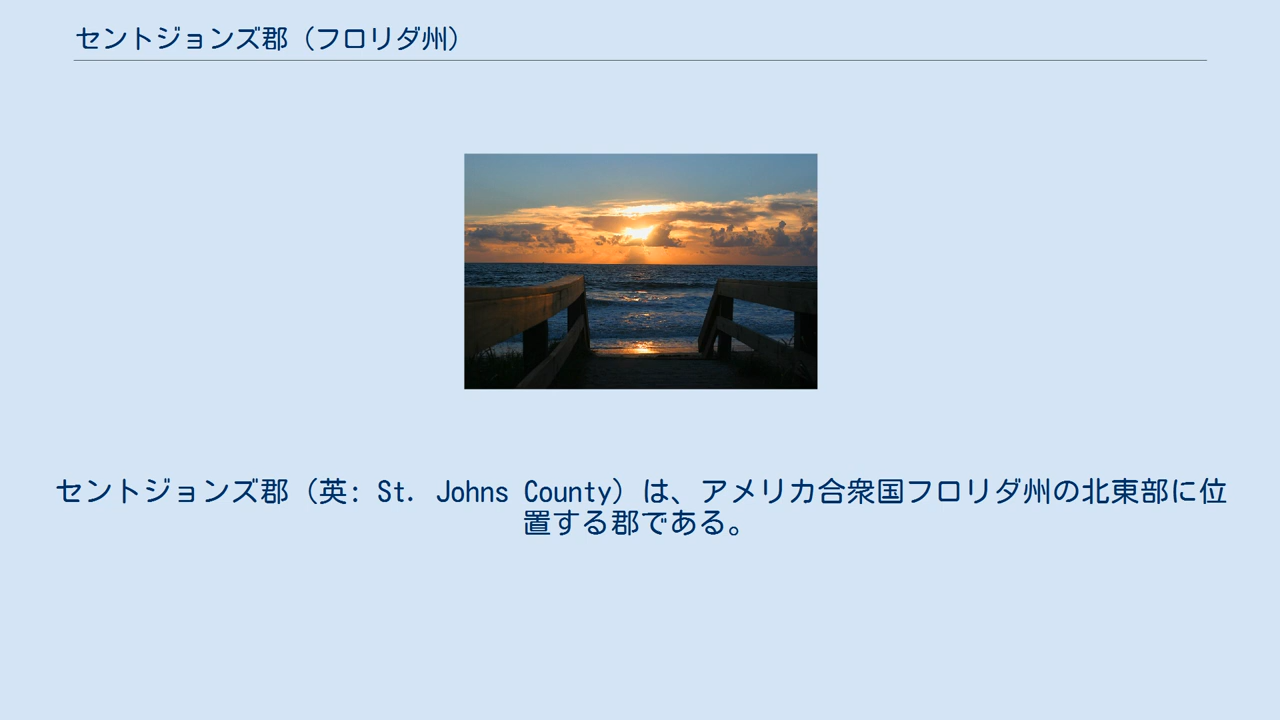 セントジョンズ郡（フロリダ州）
セントジョンズ郡（英: St. Johns County）は、アメリカ合衆国フロリダ州の北東部に位
置する郡である。